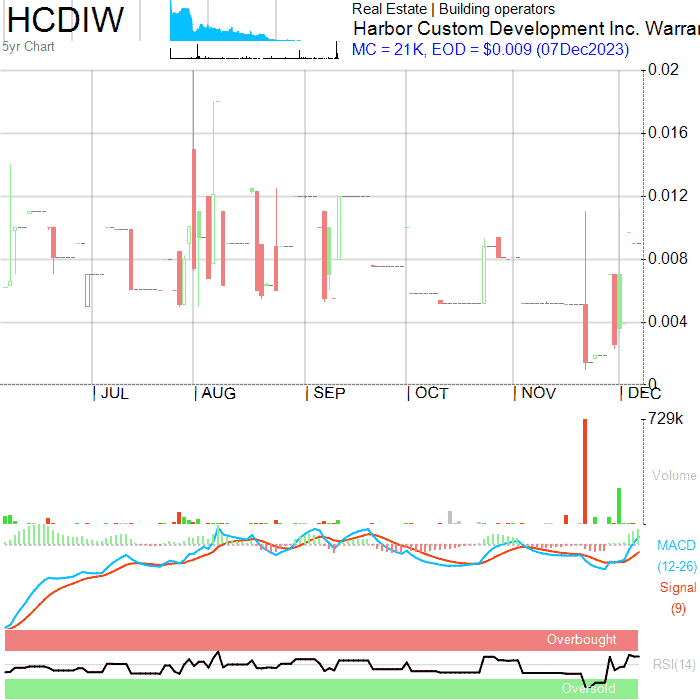 HCDIW
5yr Chart
Real Estate | Building operators
Harbor Custom Development Inc. Warra
MC = 21K, EOD = $0.009 (07Dec2023)
0.02
0.016
0.012
0.008
0.004
0
JUL AUG SEP OCT NOV DEC
729k
Volume
MACD
(12-26)
Signal
(9)
Overbought
RSI(14)
Oversold